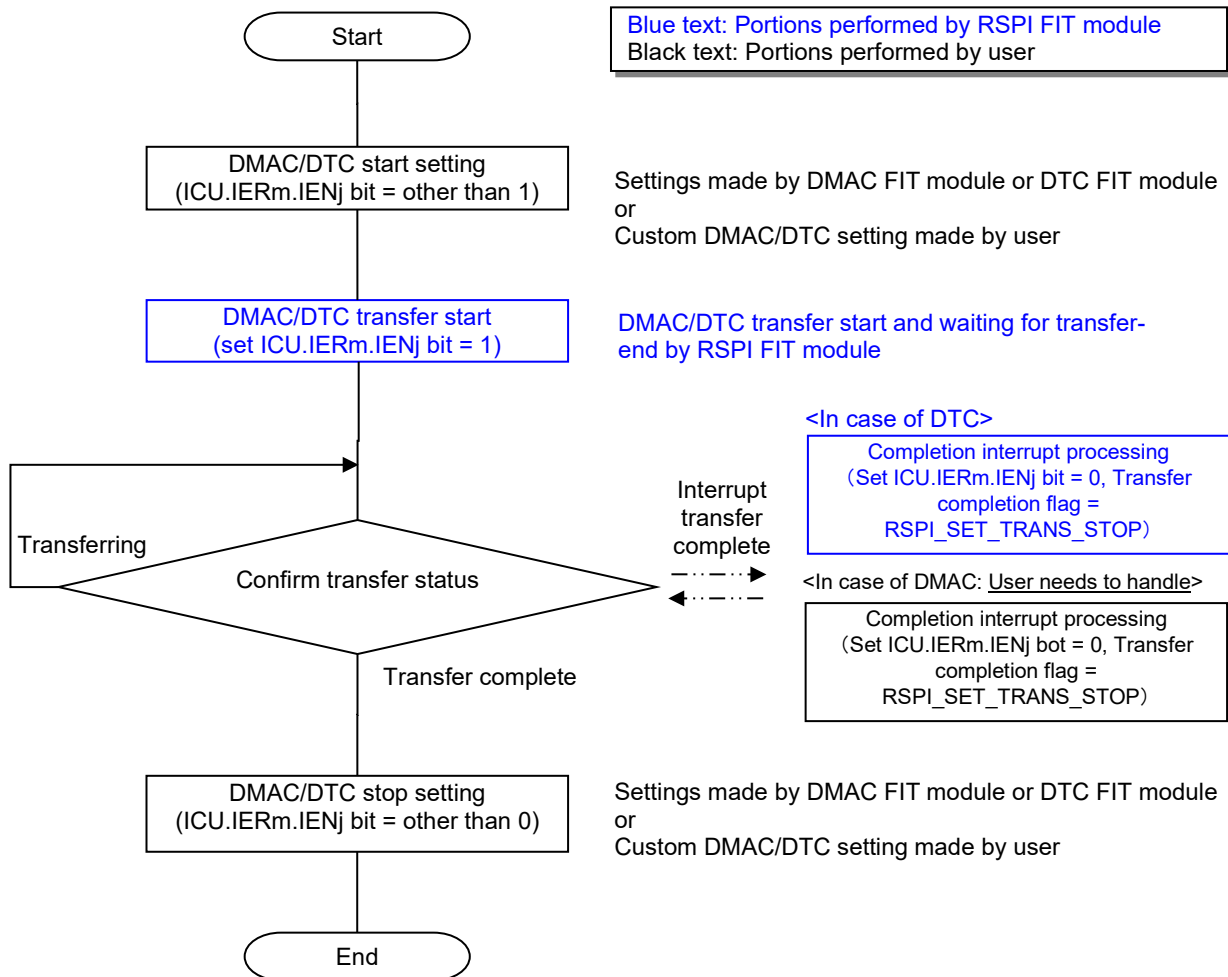 Start
Blue text: Portions performed by RSPI FIT module
Black text: Portions performed by user
DMAC/DTC start setting
(ICU.IERm.IENj bit = other than 1)
Settings made by DMAC FIT module or DTC FIT module
or
Custom DMAC/DTC setting made by user
DMAC/DTC transfer start
(set ICU.IERm.IENj bit = 1)
DMAC/DTC transfer start and waiting for transfer-
end by RSPI FIT module
<In case of DTC>
Completion interrupt processing
（Set ICU.IERm.IENj bit = 0, Transfer
completion flag =
RSPI_SET_TRANS_STOP）
Interrupt
transfer
complete
Transferring
Confirm transfer status
<In case of DMAC: User needs to handle>
Completion interrupt processing
（Set ICU.IERm.IENj bot = 0, Transfer
completion flag =
RSPI_SET_TRANS_STOP）
Transfer complete
DMAC/DTC stop setting
(ICU.IERm.IENj bit = other than 0)
Settings made by DMAC FIT module or DTC FIT module
or
Custom DMAC/DTC setting made by user
End